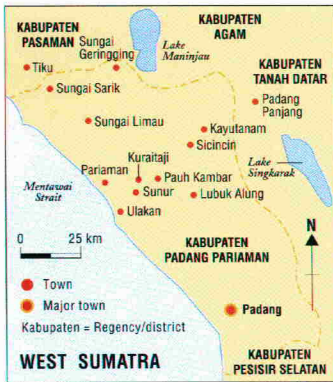 KABUPATEN
PASAMAN
KABUPATEN
AGAM
Sungai
Geringging
Lake
Maninjau
Tiku
KABUPATEN
TANAH DATAR
Sungai Sarik
Padang
Panjang
Sungai Limau
Kayutanam
Sicincin
Kuraitaji
Lake
Singkarak
Pariaman
Pauh Kambar
Mentawai
Strait
Sunur
Lubuk Alung
Ulakan
N
0 25 km
KABUPATEN
PADANG PARIAMAN
Town
Major town
Padang
Kabupaten = Regency/district
WEST SUMATRA
KABUPATEN
PESISIR SELATAN